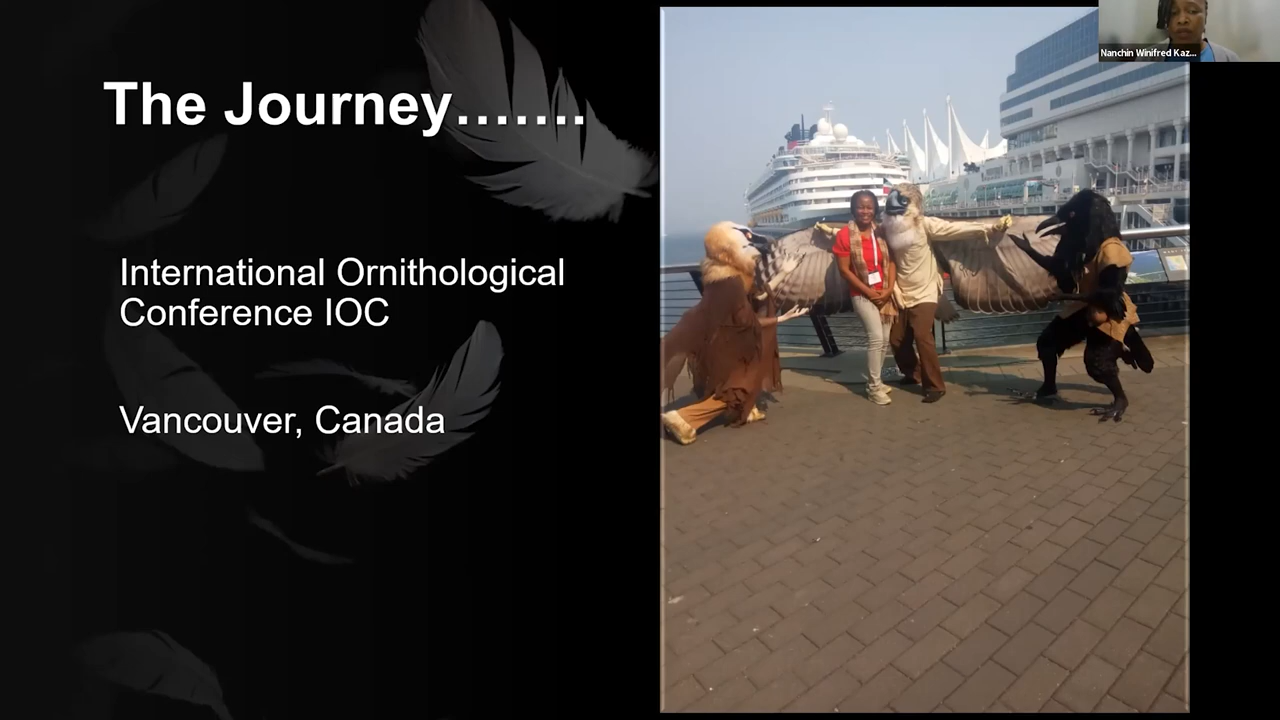 The Journey…….
International Ornithological
Conference IOC
Vancouver, Canada
Nanchin Winifred Kaz...